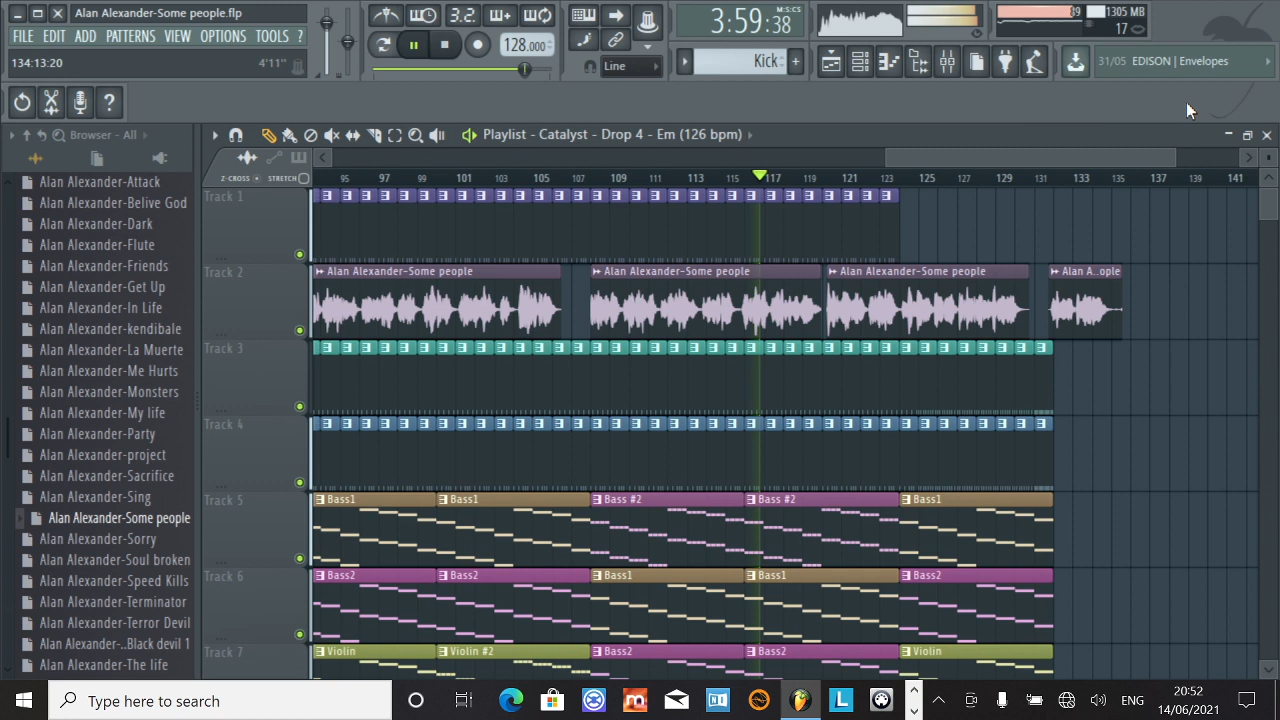 Alan Alexander-Some people.flp
FILE EDIT ADD PATTERNS VIEW OPTIONS TOOLS ?
134:13:20
4'11"
3.2.
128.000
Line
3:59:38
M:S:CS
Kick
39
1305 MB
17
31/05 EDISON | Envelopes
Browser - All
Playlist - Catalyst - Drop 4 - Em (126 bpm)
Z-CROSS STRETCH
95 97 99 101 103 105 107 109 111 113 115 117 119 121 123 125 127 129 131 133 135 137 139 141
Alan Alexander-Attack
Alan Alexander-Belive God
Alan Alexander-Dark
Alan Alexander-Flute
Alan Alexander-Friends
Alan Alexander-Get Up
Alan Alexander-In Life
Alan Alexander-kendibale
Alan Alexander-La Muerte
Alan Alexander-Me Hurts
Alan Alexander-Monsters
Alan Alexander-My life
Alan Alexander-Party
Alan Alexander-project
Alan Alexander-Sacrifice
Alan Alexander-Sing
Alan Alexander-Some people
Alan Alexander-Sorry
Alan Alexander-Soul broken
Alan Alexander-Speed Kills
Alan Alexander-Terminator
Alan Alexander-Terror Devil
Alan Alexander-..Black devil 1
Alan Alexander-The life
Track 1
Track 2
Alan Alexander-Some people Alan Alexander-Some people Alan Alexander-Some people Alan A..ople
Track 3
Track 4
Track 5
Bass1 Bass1 Bass #2 Bass #2 Bass1
Track 6
Bass2 Bass2 Bass1 Bass1 Bass2
Track 7
Violin Violin #2 Bass2 Bass2 Violin
Type here to search
ENG
20:52
14/06/2021